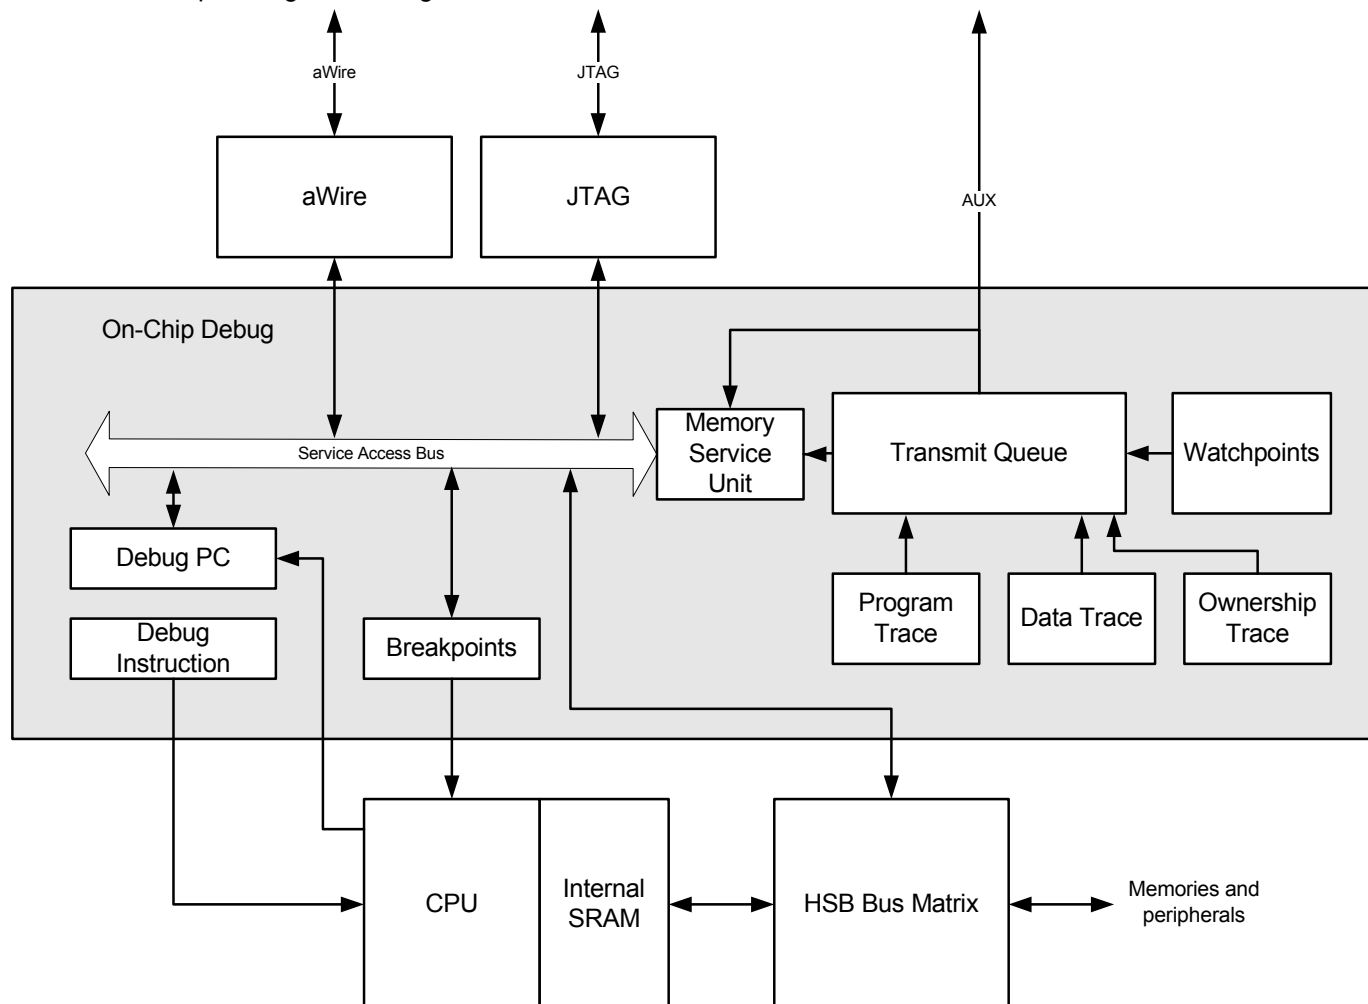 aWire
JTAG
aWire
JTAG
AUX
On-Chip Debug
Service Access Bus
Memory
Service
Unit
Transmit Queue
Watchpoints
Debug PC
Debug
Instruction
Breakpoints
Program
Trace
Data Trace
Ownership
Trace
CPU
Internal
SRAM
HSB Bus Matrix
Memories and
peripherals